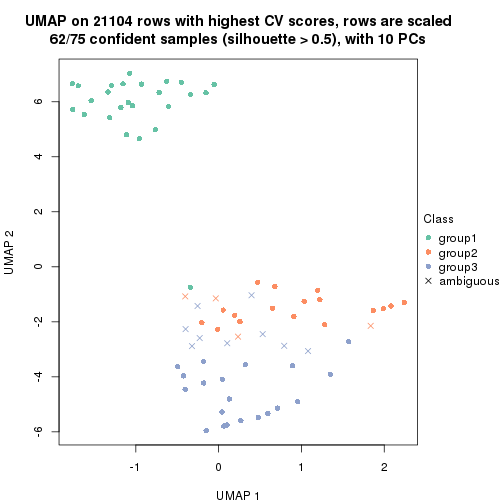 UMAP on 21104 rows with highest CV scores, rows are scaled
62/75 confident samples (silhouette > 0.5), with 10 PCs
UMAP 2
6
4
2
0
-2
-4
-6
-1
0
1
2
UMAP 1
Class
group1
group2
group3
ambiguous